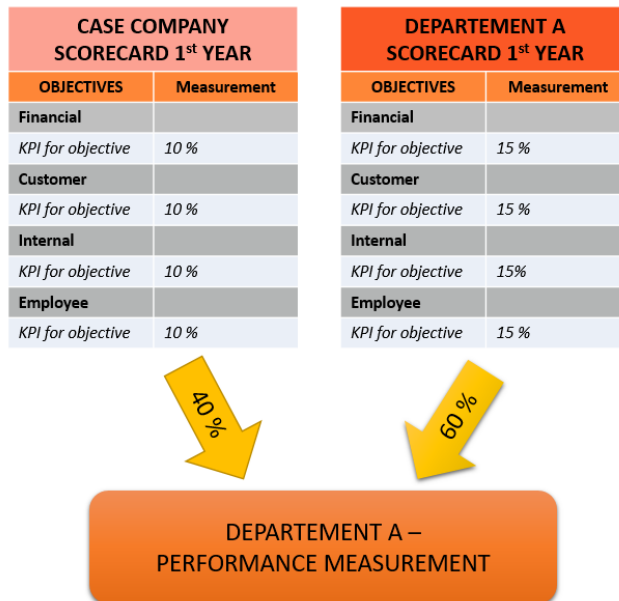 CASE COMPANY
SCORECARD 1st YEAR
OBJECTIVES Measurement
Financial
KPI for objective 10 %
Customer
KPI for objective 10 %
Internal
KPI for objective 10 %
Employee
KPI for objective 10 %
DEPARTEMENT A
SCORECARD 1st YEAR
OBJECTIVES Measurement
Financial
KPI for objective 15 %
Customer
KPI for objective 15 %
Internal
KPI for objective 15%
Employee
KPI for objective 15 %
40 %
60 %
DEPARTEMENT A –
PERFORMANCE MEASUREMENT